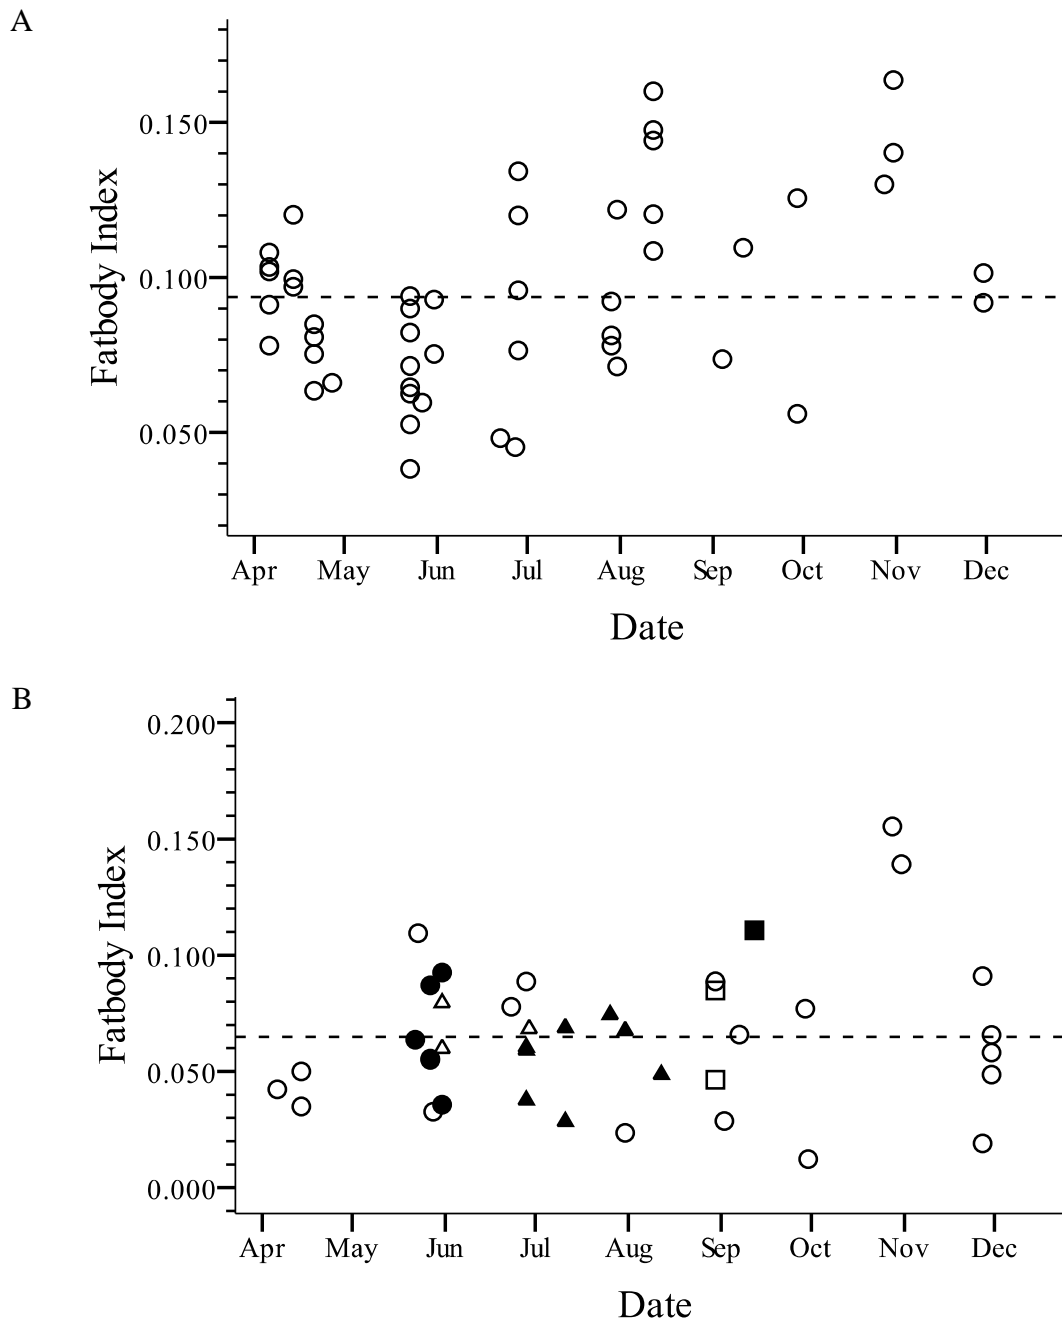 A
0.150
0.100
0.050
Fatbody Index
Apr May Jun Jul Aug Sep Oct Nov Dec
Date
B
0.200
0.150
0.100
0.050
0.000
Fatbody Index
Apr May Jun Jul Aug Sep Oct Nov Dec
Date